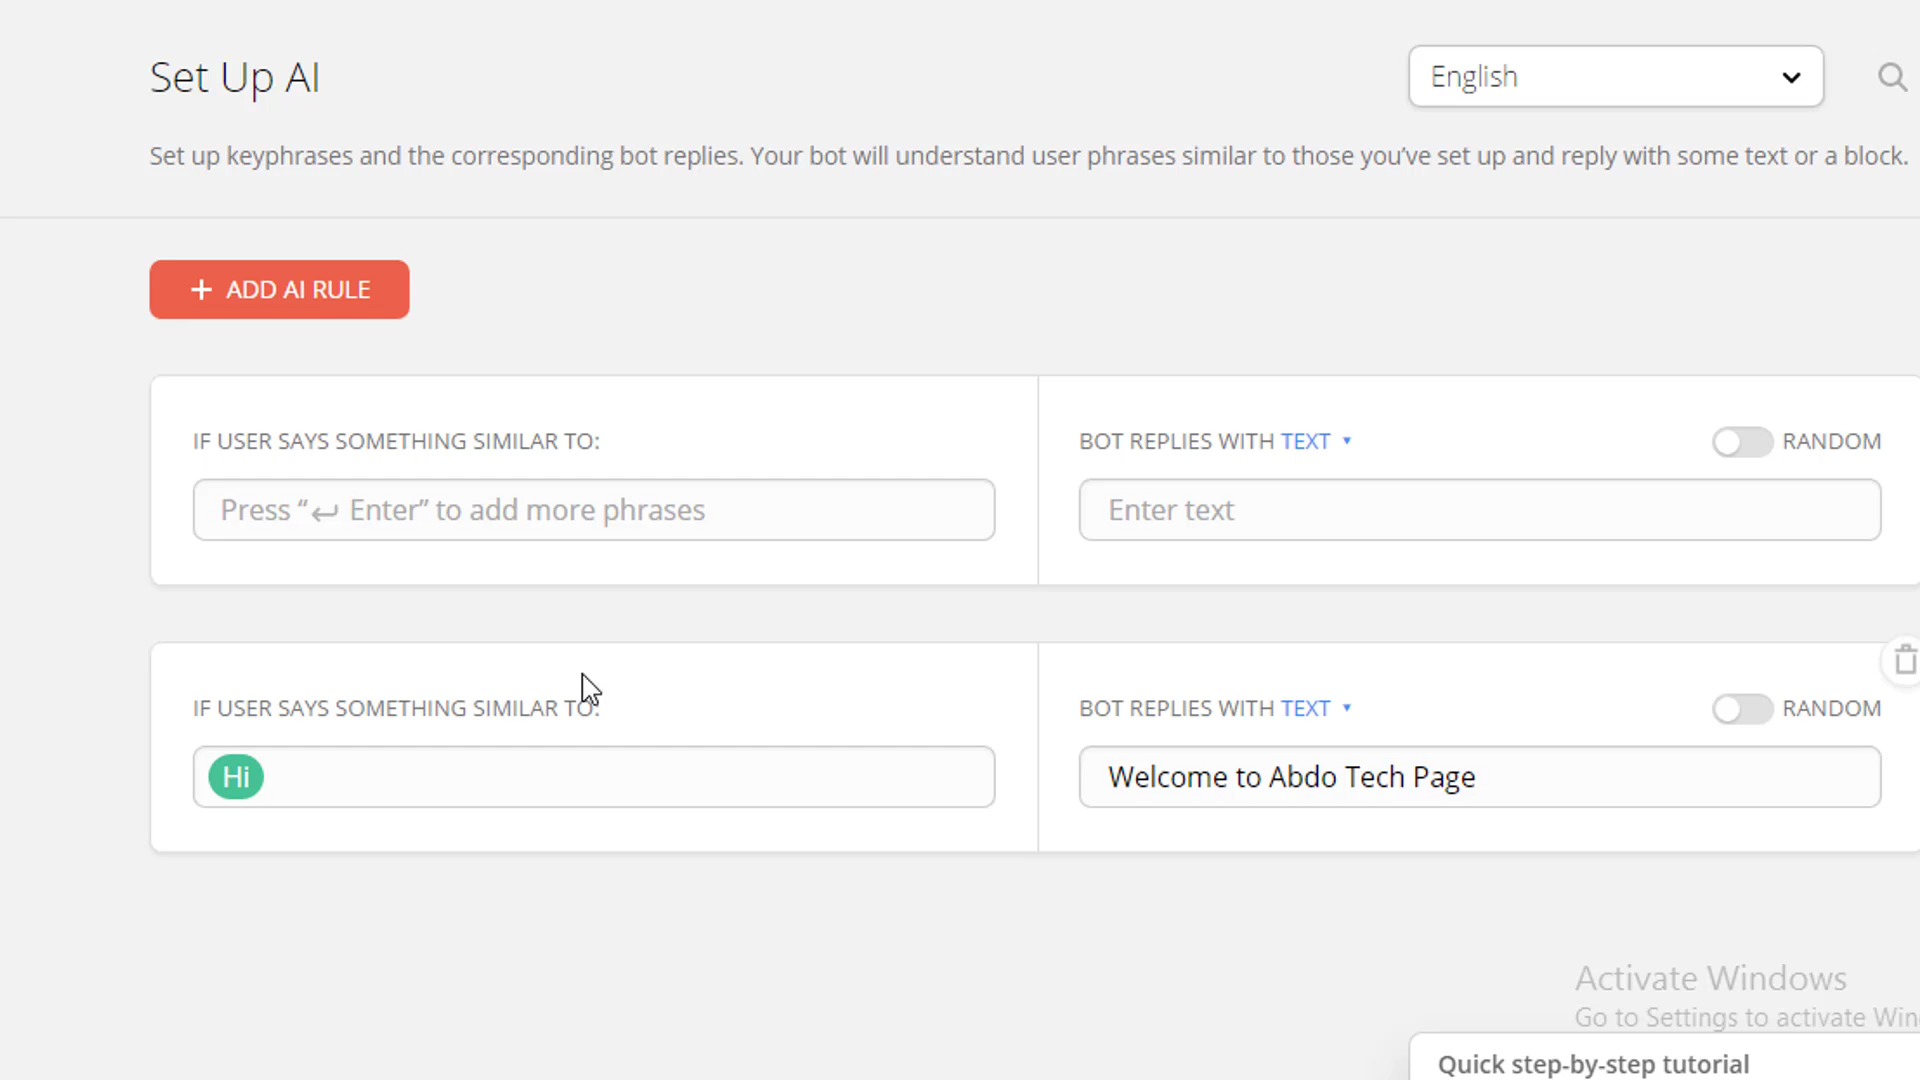 Set Up AI
English
Set up keyphrases and the corresponding bot replies. Your bot will understand user phrases similar to those you’ve set up and reply with some text or a block.
+ ADD AI RULE
IF USER SAYS SOMETHING SIMILAR TO:
BOT REPLIES WITH TEXT ▾ RANDOM
Press “↵ Enter” to add more phrases
Enter text
IF USER SAYS SOMETHING SIMILAR TO:
BOT REPLIES WITH TEXT ▾ RANDOM
Hi
Welcome to Abdo Tech Page
Activate Windows
Go to Settings to activate
Quick step-by-step tutorial